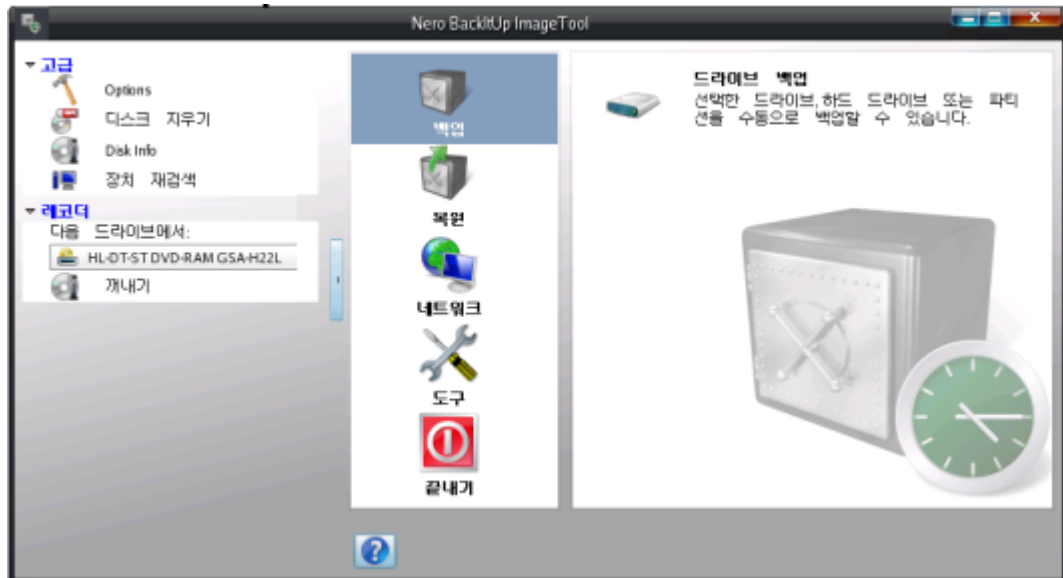 Nero BackItUp ImageTool
고급
Options
디스크 지우기
Disk Info
장치 재검색
레코더
다음 드라이브에서:
HL-DT-ST DVD-RAM GSA-H22L
꺼내기
백업
복원
네트워크
도구
끝내기
드라이브 백업
선택한 드라이브, 하드 드라이브 또는 파티
션을 수동으로 백업할 수 있습니다.